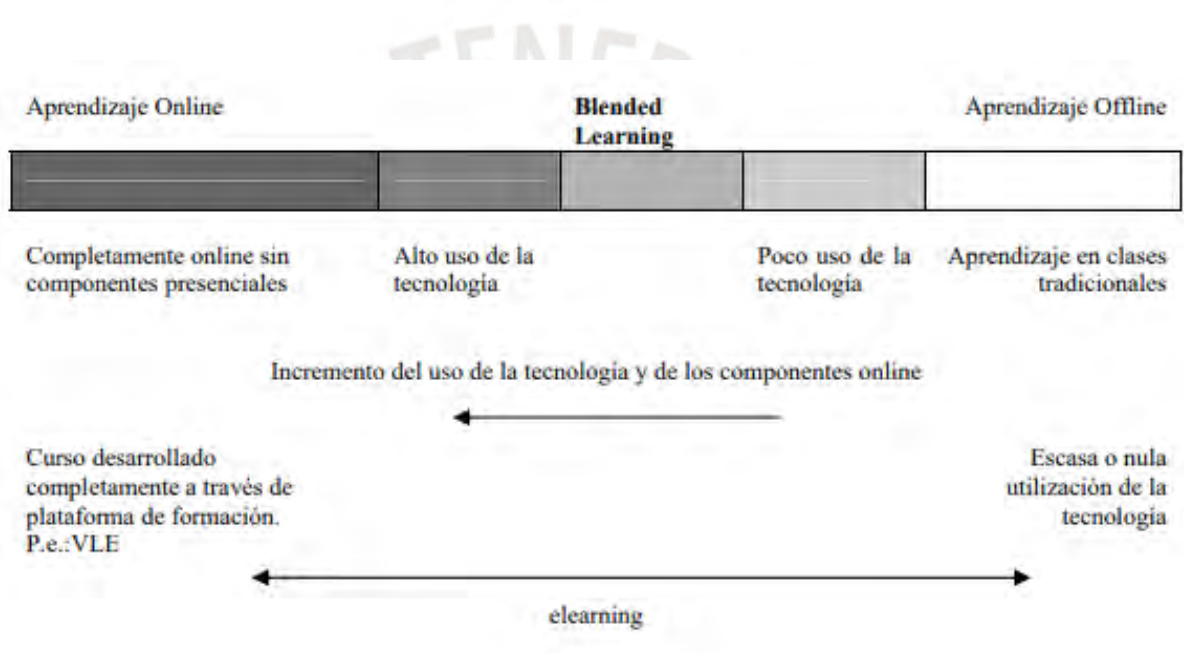 TENEB
Aprendizaje Online
Blended
Learning
Aprendizaje Offline
Completamente online sin
componentes presenciales
Alto uso de la
tecnología
Poco uso de la
tecnología
Aprendizaje en clases
tradicionales
Incremento del uso de la tecnología y de los componentes online
Curso desarrollado
completamente a través de
plataforma de formación.
P.e.:VLE
Escasa o nula
utilización de la
tecnología
elearning